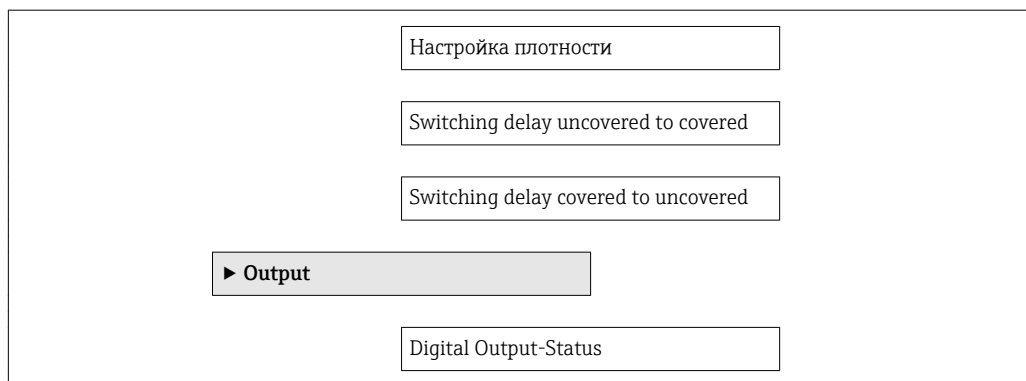 Настройка плотности
Switching delay uncovered to covered
Switching delay covered to uncovered
▶ Output
Digital Output-Status